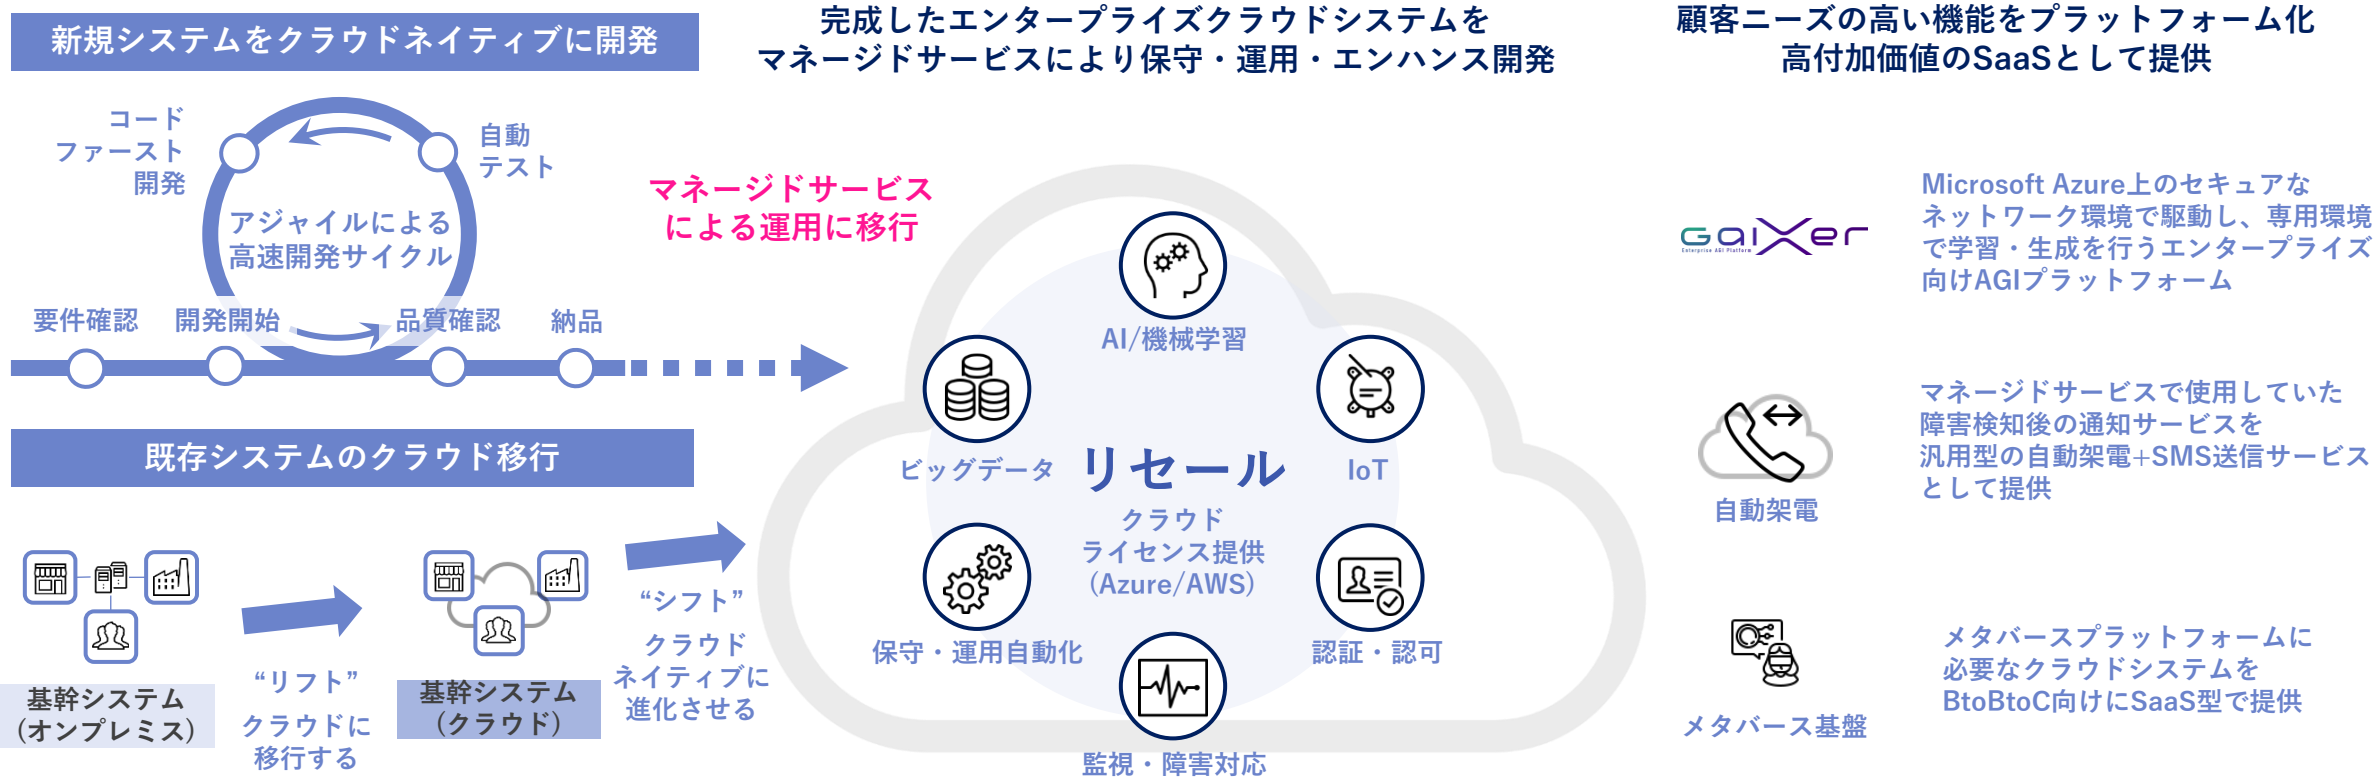 新規システムをクラウドネイティブに開発
コード
ファースト
開発
自動
テスト
アジャイルによる
高速開発サイクル
要件確認
開発開始
品質確認
納品
マネージドサービス
による運用に移行
既存システムのクラウド移行
基幹システム
(オンプレミス)
“リフト”
クラウドに
移行する
基幹システム
(クラウド)
“シフト”
クラウド
ネイティブに
進化させる
完成したエンタープライズクラウドシステムを
マネージドサービスにより保守・運用・エンハンス開発
AI/機械学習
ビッグデータ
IoT
リセール
クラウド
ライセンス提供
(Azure/AWS)
保守・運用自動化
認証・認可
監視・障害対応
顧客ニーズの高い機能をプラットフォーム化
高付加価値のSaaSとして提供
GaiXer
Enterprise AGI Platform
Microsoft Azure上のセキュアな
ネットワーク環境で駆動し、専用環境
で学習・生成を行うエンタープライズ
向けAGIプラットフォーム
自動架電
マネージドサービスで使用していた
障害検知後の通知サービスを
汎用型の自動架電+SMS送信サービス
として提供
メタバース基盤
メタバースプラットフォームに
必要なクラウドシステムを
BtoBtoC向けにSaaS型で提供